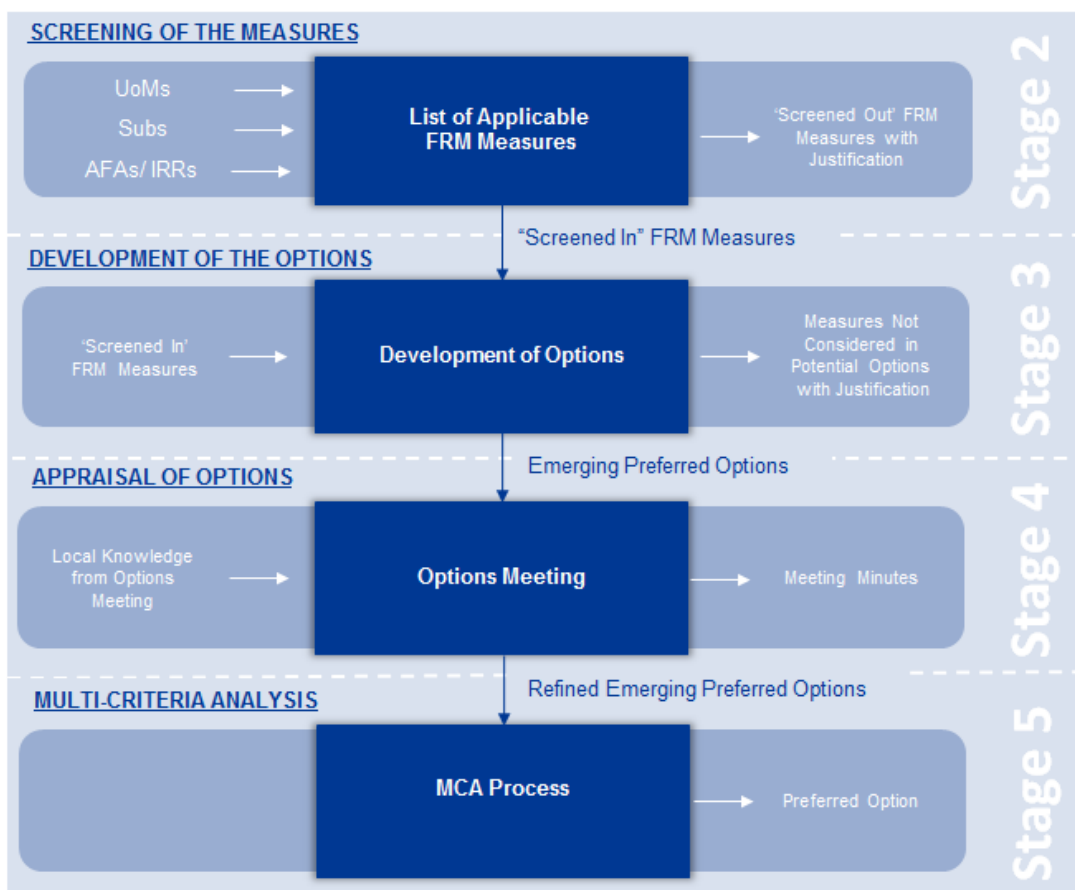 SCREENING OF THE MEASURES
UoMs
Subs
AFAs/ IRRs
List of Applicable
FRM Measures
‘Screened Out’ FRM
Measures with
Justification
Stage 2
“Screened In” FRM Measures
DEVELOPMENT OF THE OPTIONS
‘Screened In’
FRM Measures
Development of Options
Measures Not
Considered in
Potential Options
with Justification
Stage 3
Emerging Preferred Options
APPRAISAL OF OPTIONS
Local Knowledge
from Options
Meeting
Options Meeting
Meeting Minutes
Stage 4
Refined Emerging Preferred Options
MULTI-CRITERIA ANALYSIS
MCA Process
Preferred Option
Stage 5